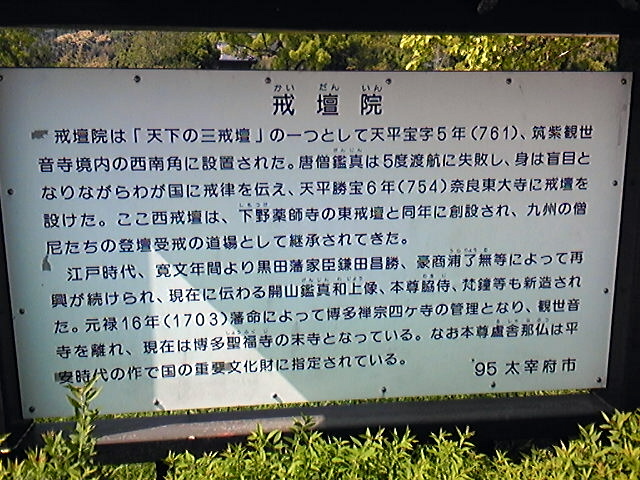 かい だん いん
戒壇院
戒壇院は「天下の三戒壇」の一つとして天平宝字5年(761)、筑紫観世
音寺境内の西南角に設置された。唐僧鑑真は5度渡航に失敗し、身は盲目と
なりながらわが国に戒律を伝え、天平勝宝6年(754)奈良東大寺に戒壇を
設けた。ここ西戒壇は、下野薬師寺の東戒壇と同年に創設され、九州の僧
尼たちの登壇受戒の道場として継承されてきた。
江戸時代、寛文年間より黒田藩家臣鎌田昌勝、豪商浦了無等によって再
興が続けられ、現在に伝わる開山鑑真和上像、本尊脇侍、梵鐘等も新造され
た。元禄16年(1703)藩命によって博多禅宗四ケ寺の管理となり、観世音
寺を離れ、現在は博多聖福寺の末寺となっている。なお本尊盧舎那仏は平
安時代の作で国の重要文化財に指定されている。
'95 太宰府市